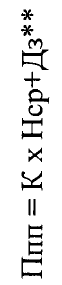 Ппп = К х Нср+Дз**